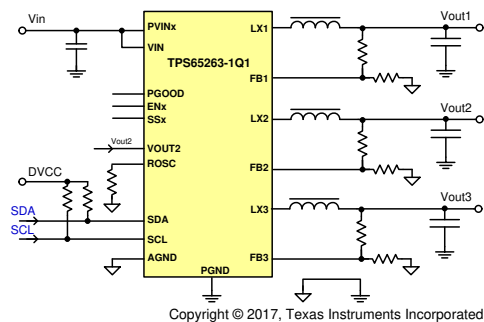 Vin
PVINx
VIN
TPS65263-1Q1
LX1
Vout1
FB1
PGOOD
ENx
SSx
LX2
Vout2
Vout2
VOUT2
ROSC
FB2
DVCC
LX3
Vout3
SDA
SDA
SCL
SCL
AGND
FB3
PGND
Copyright © 2017, Texas Instruments Incorporated